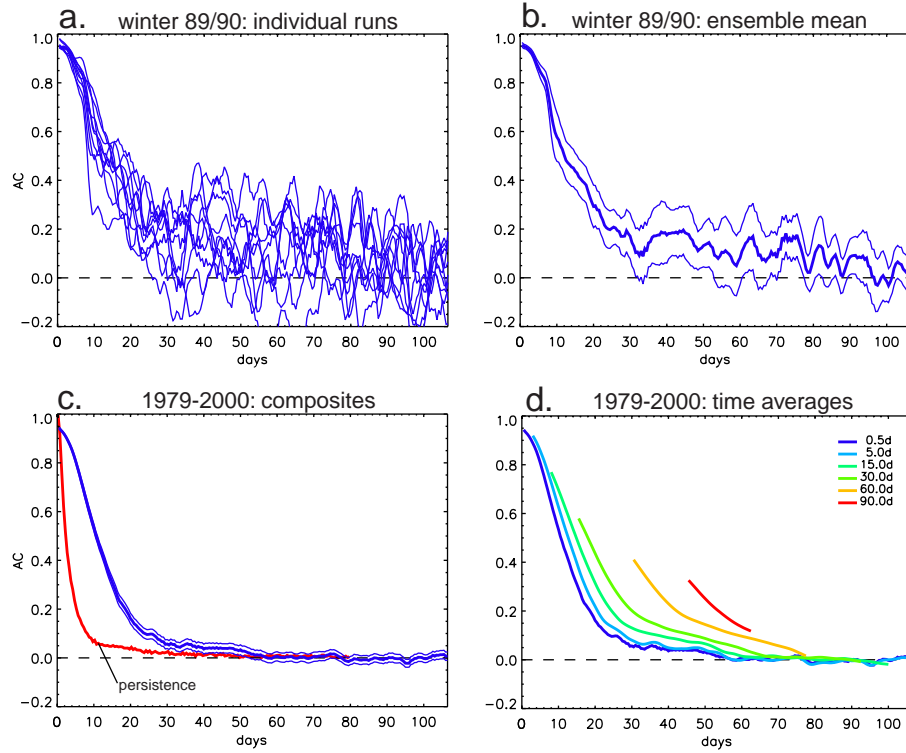 a. winter 89/90: individual runs
1.0
0.8
0.6
0.4
0.2
0.0
−0.2
AC
0 10 20 30 40 50 60 70 80 90 100
days
b. winter 89/90: ensemble mean
1.0
0.8
0.6
0.4
0.2
0.0
−0.2
0 10 20 30 40 50 60 70 80 90 100
days
c. 1979-2000: composites
1.0
0.8
0.6
0.4
0.2
0.0
−0.2
AC
persistence
0 10 20 30 40 50 60 70 80 90 100
days
d. 1979-2000: time averages
1.0
0.8
0.6
0.4
0.2
0.0
−0.2
0.5d
5.0d
15.0d
30.0d
60.0d
90.0d
0 10 20 30 40 50 60 70 80 90 100
days